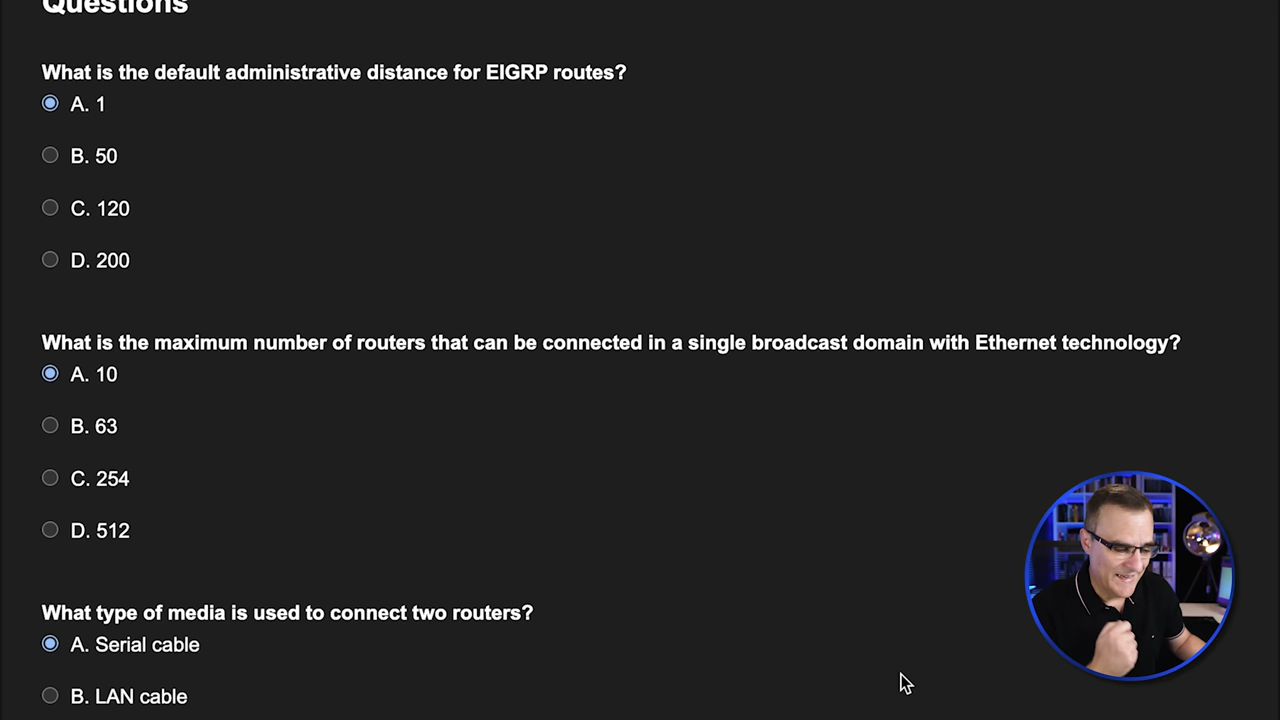 Questions
What is the default administrative distance for EIGRP routes?
A. 1
B. 50
C. 120
D. 200
What is the maximum number of routers that can be connected in a single broadcast domain with Ethernet technology?
A. 10
B. 63
C. 254
D. 512
What type of media is used to connect two routers?
A. Serial cable
B. LAN cable